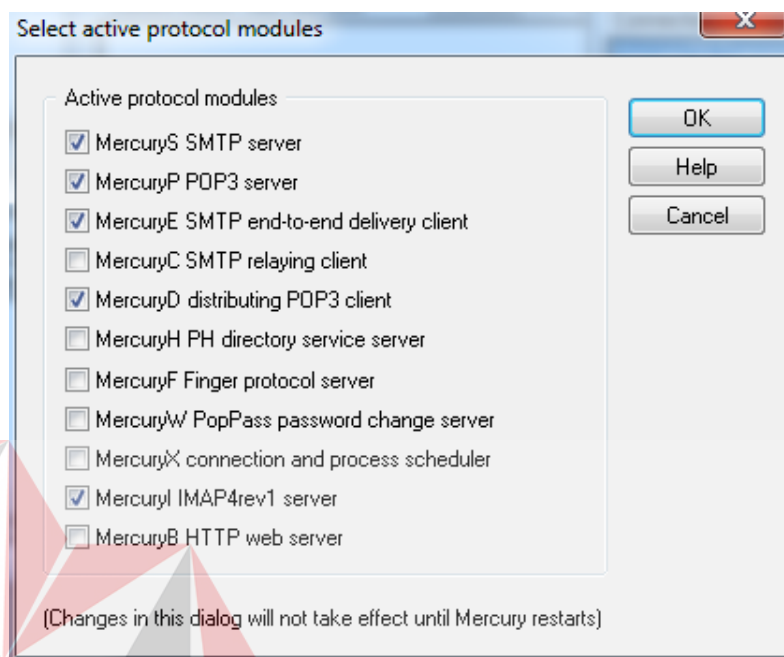 Select active protocol modules
Active protocol modules
MercuryS SMTP server
MercuryP POP3 server
MercuryE SMTP end-to-end delivery client
MercuryC SMTP relaying client
MercuryD distributing POP3 client
MercuryH PH directory service server
MercuryF Finger protocol server
MercuryW PopPass password change server
MercuryX connection and process scheduler
MercuryI IMAP4rev1 server
MercuryB HTTP web server
OK
Help
Cancel
(Changes in this dialog will not take effect until Mercury restarts)